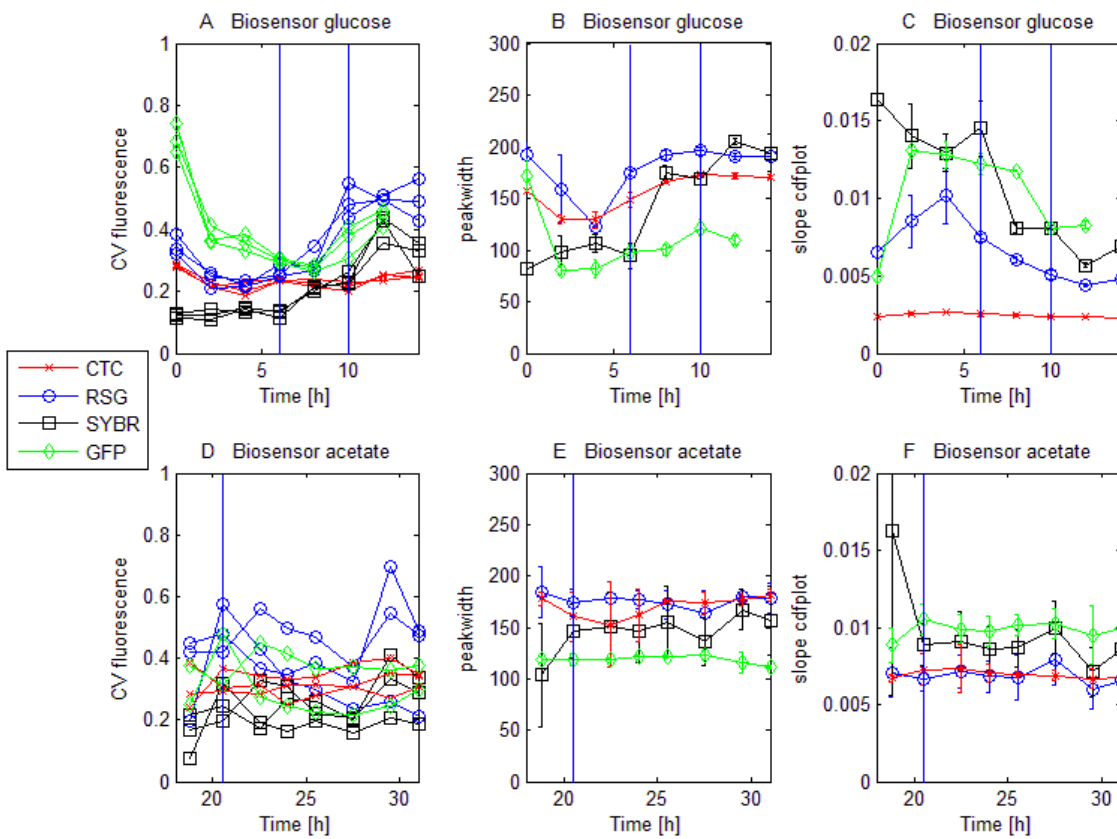 A Biosensor glucose
B Biosensor glucose
C Biosensor glucose
CV fluorescence
1
0.8
0.6
0.4
0.2
0
0 5 10
Time [h]
peakwidth
300
250
200
150
100
50
0
0 5 10
Time [h]
slope cdfplot
0.02
0.015
0.01
0.005
0
0 5 10
Time [h]
CTC
RSG
SYBR
GFP
D Biosensor acetate
E Biosensor acetate
F Biosensor acetate
CV fluorescence
1
0.8
0.6
0.4
0.2
0
20 25 30
Time [h]
peakwidth
300
250
200
150
100
50
0
20 25 30
Time [h]
slope cdfplot
0.02
0.015
0.01
0.005
0
20 25 30
Time [h]